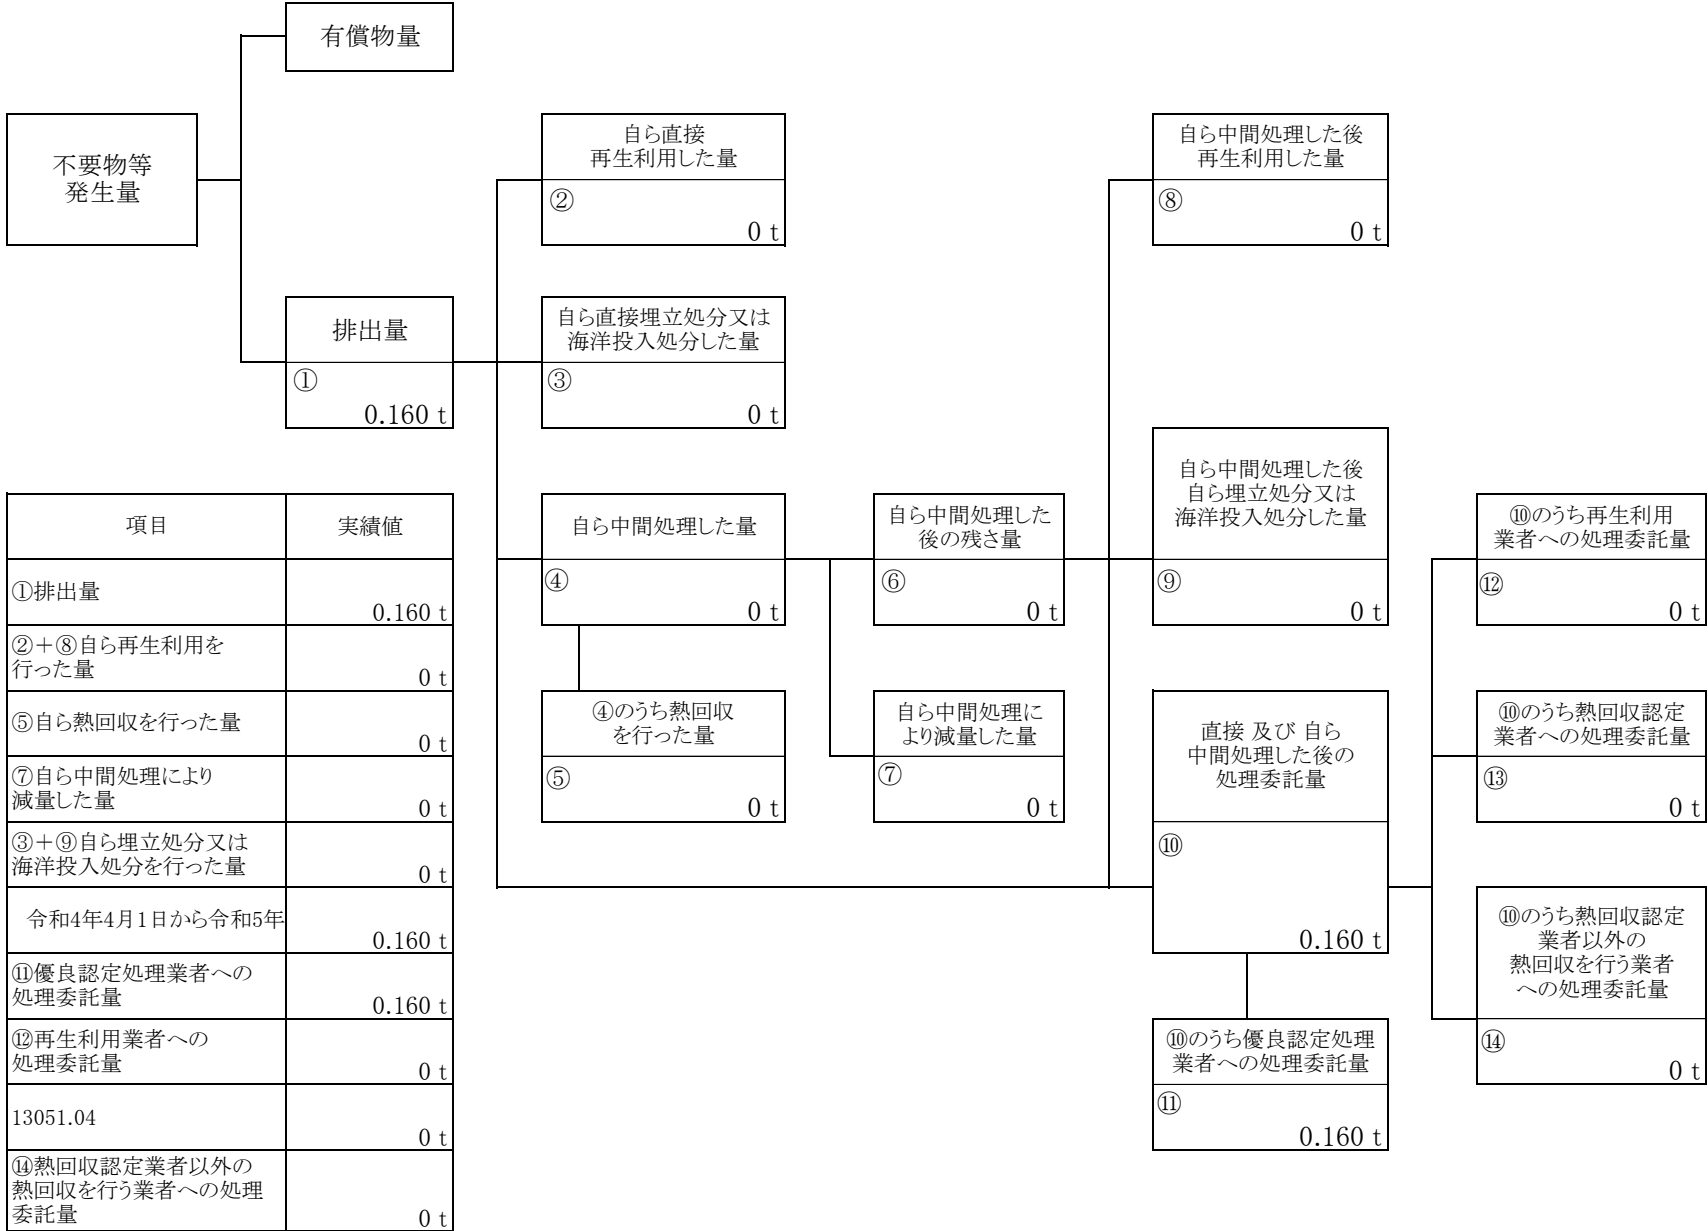 有償物量
不要物等
発生量
自ら直接
再生利用した量
②
0 t
自ら中間処理した後
再生利用した量
⑧
0 t
排出量
①
0.160 t
自ら直接埋立処分又は
海洋投入処分した量
③
0 t
自ら中間処理した量
④
0 t
自ら中間処理した
後の残さ量
⑥
0 t
自ら中間処理した後
自ら埋立処分又は
海洋投入処分した量
⑨
0 t
⑩のうち再生利用
業者への処理委託量
⑫
0 t
④のうち熱回収
を行った量
⑤
0 t
自ら中間処理に
より減量した量
⑦
0 t
直接 及び 自ら
中間処理した後の
処理委託量
⑩
0.160 t
⑩のうち熱回収認定
業者への処理委託量
⑬
0 t
⑩のうち熱回収認定
業者以外の
熱回収を行う業者
への処理委託量
⑭
0 t
⑩のうち優良認定処理
業者への処理委託量
⑪
0.160 t
項目
実績値
①排出量
0.160 t
②+⑧自ら再生利用を
行った量
0 t
⑤自ら熱回収を行った量
0 t
⑦自ら中間処理により
減量した量
0 t
③+⑨自ら埋立処分又は
海洋投入処分を行った量
0 t
令和4年4月1日から令和5年
0.160 t
⑪優良認定処理業者への
処理委託量
0.160 t
⑫再生利用業者への
処理委託量
0 t
13051.04
0 t
⑭熱回収認定業者以外の
熱回収を行う業者への処理
委託量
0 t